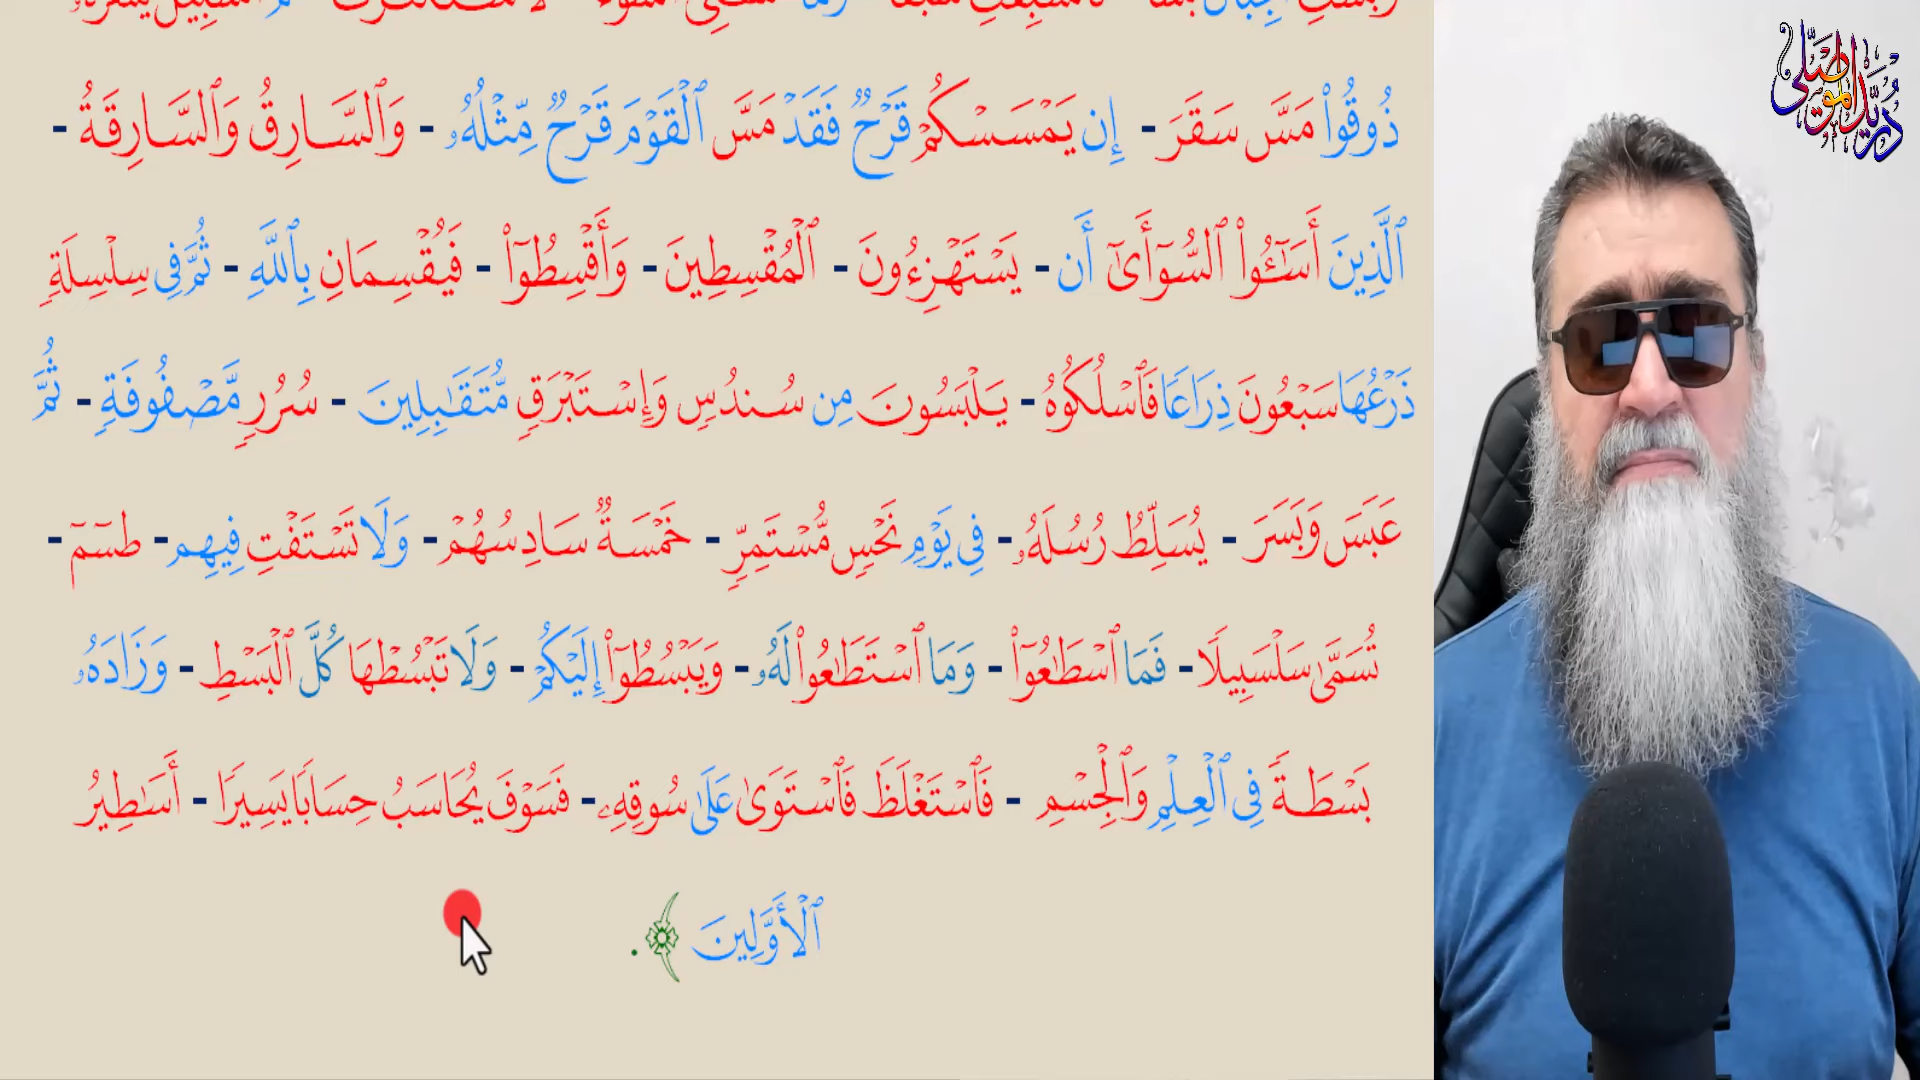 ذُوقُوا۟ مَسَّ سَقَرَ - إِن يَمْسَسْكُمْ قَرْحٌ فَقَدْ مَسَّ ٱلْقَوْمَ قَرْحٌ مِّثْلُهُۥ - وَٱلسَّارِقُ وَٱلسَّارِقَةُ -
ٱلَّذِينَ أَسَـٰٓـُٔوا۟ ٱلسُّوٓأَىٰٓ أَن - يَسْتَهْزِءُونَ - ٱلْمُقْسِطِينَ - وَأَقْسِطُوٓا۟ - فَيُقْسِمَانِ بِٱللَّهِ - ثُمَّ فِى سِلْسِلَةٍ
ذَرْعُهَا سَبْعُونَ ذِرَاعًا فَٱسْلُكُوهُ - يَلْبَسُونَ مِن سُندُسٍ وَإِسْتَبْرَقٍ مُّتَقَـٰبِلِينَ - سُرُرٍ مَّصْفُوفَةٍ - ثُمَّ
عَبَسَ وَبَسَرَ - يُسَلِّطُ رُسُلَهُۥ - فِى يَوْمِ نَحْسٍ مُّسْتَمِرٍّ - خَمْسَةٌ سَادِسُهُمْ - وَلَا تَسْتَفْتِ فِيهِم - طسٓمٓ -
تُسَمَّىٰ سَلْسَبِيلًا - فَمَا ٱسْطَـٰعُوٓا۟ - وَمَا ٱسْتَطَـٰعُوا۟ لَهُۥ - وَيَبْسُطُوٓا۟ إِلَيْكُمْ - وَلَا تَبْسُطْهَا كُلَّ ٱلْبَسْطِ - وَزَادَهُۥ
بَسْطَةً فِى ٱلْعِلْمِ وَٱلْجِسْمِ - فَٱسْتَغْلَظَ فَٱسْتَوَىٰ عَلَىٰ سُوقِهِۦ - فَسَوْفَ يُحَاسَبُ حِسَابًا يَسِيرًا - أَسَـٰطِيرُ
ٱلْأَوَّلِينَ ﴾.
دُرَيْد الموصلي